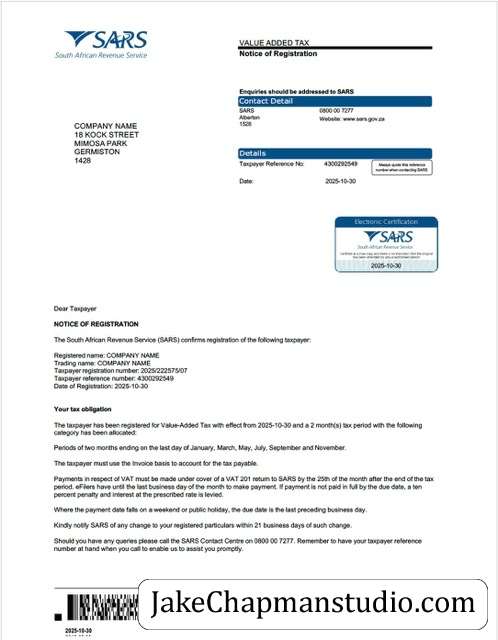 SARS
South African Revenue Service
VALUE ADDED TAX
Notice of Registration
Enquiries should be addressed to SARS
Contact Detail
SARS
Alberton
1528
0800 00 7277
Website: www.sars.gov.za
COMPANY NAME
18 KOCK STREET
MIMOSA PARK
GERMISTON
1428
Details
Taxpayer Reference No: 4300292549
Always quote this reference
number when contacting SARS
Date: 2025-10-30
Electronic Certification
SARS
South African Revenue Service
2025-10-30
Dear Taxpayer
NOTICE OF REGISTRATION
The South African Revenue Service (SARS) confirms registration of the following taxpayer:
Registered name: COMPANY NAME
Trading name: COMPANY NAME
Taxpayer registration number: 2025/222575/07
Taxpayer reference number: 4300292549
Date of Registration: 2025-10-30
Your tax obligation
The taxpayer has been registered for Value-Added Tax with effect from 2025-10-30 and a 2 month(s) tax period with the following
category has been allocated:
Periods of two months ending on the last day of January, March, May, July, September and November.
The taxpayer must use the Invoice basis to account for the tax payable.
Payments in respect of VAT must be made under cover of a VAT 201 return to SARS by the 25th of the month after the end of the tax
period. eFilers have until the last business day of the month to make payment. If payment is not paid in full by the due date, a ten
percent penalty and interest at the prescribed rate is levied.
Where the payment date falls on a weekend or public holiday, the due date is the last preceding business day.
Kindly notify SARS of any change to your registered particulars within 21 business days of such change.
Should you have any queries please call the SARS Contact Centre on 0800 00 7277. Remember to have your taxpayer reference
number at hand when you call to enable us to assist you promptly.
JakeChapmanstudio.com
2025-10-30